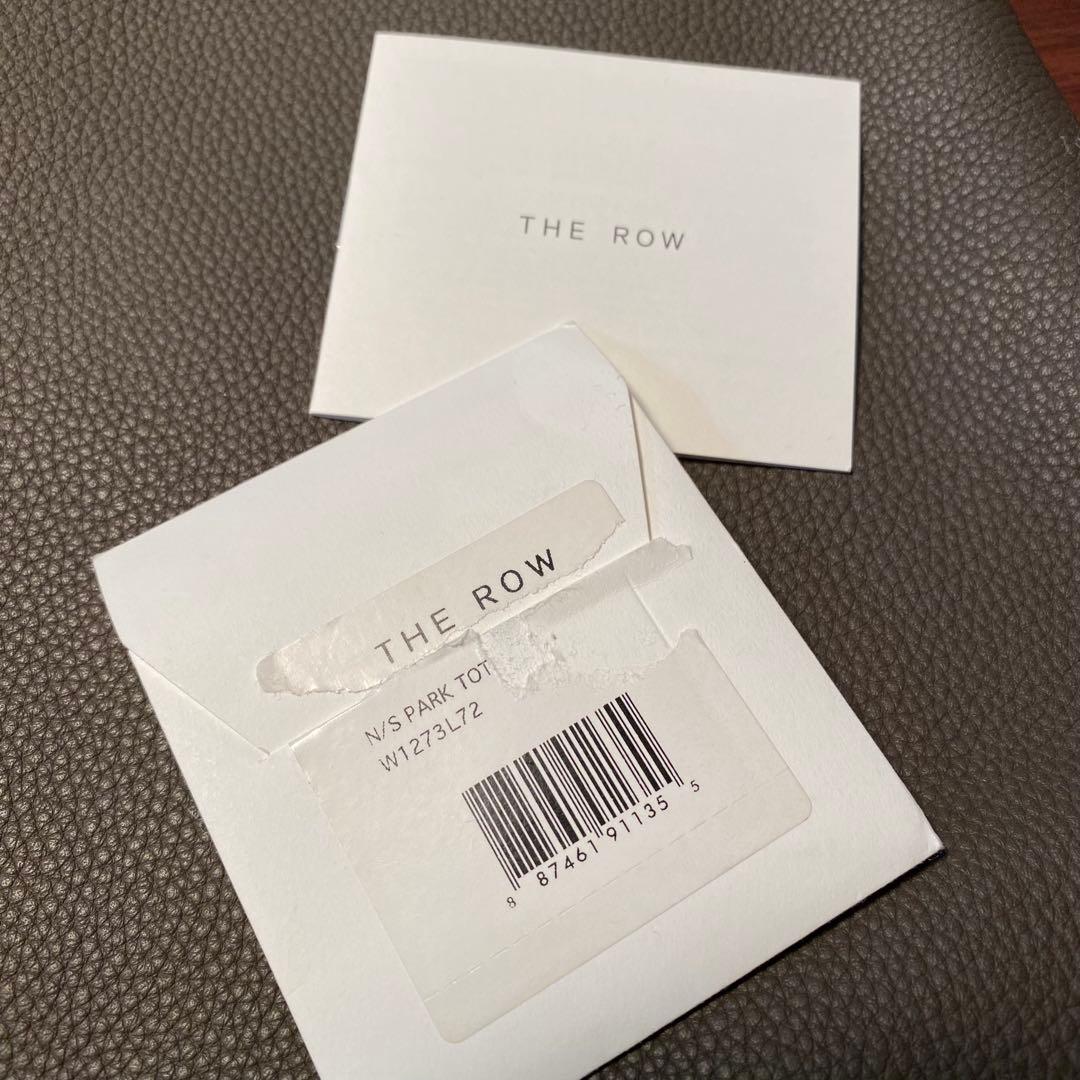 THE ROW
THE ROW
N/S PARK TOT
W1273L72
8 87461 91135 5